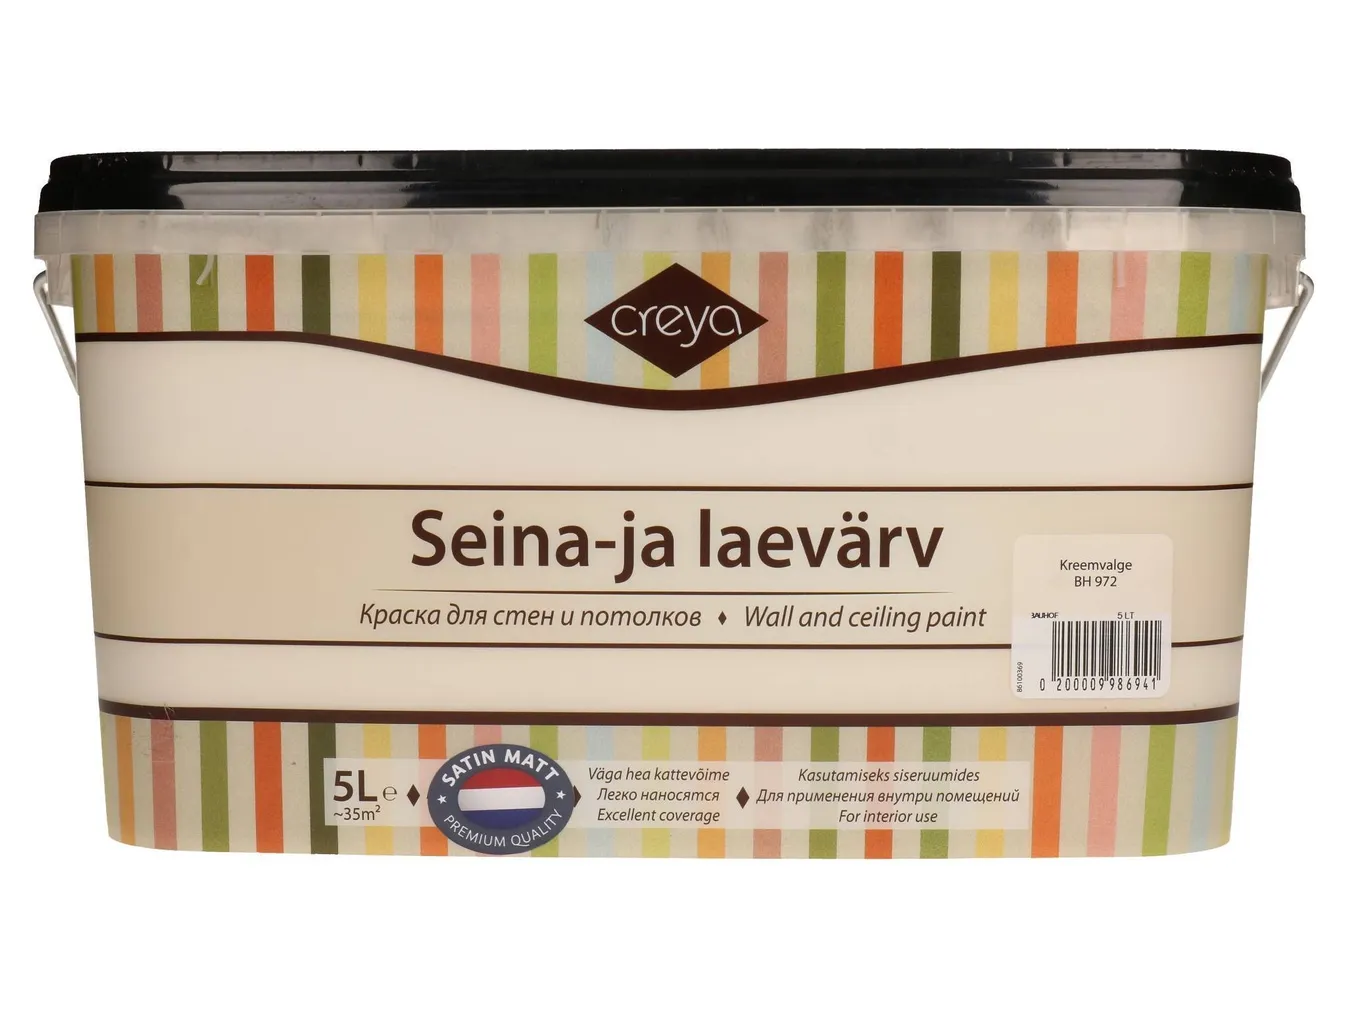 creya
Seina-ja laevärv
Краска для стен и потолков ♦ Wall and ceiling paint
Kreemvalge
BH 972
BAUHOF 5 LT
86100369
0 200009 986941
5L e
~35m²
SATIN MATT
PREMIUM QUALITY
Väga hea kattevõime
Легко наносятся
Excellent coverage
Kasutamiseks siseruumides
Для применения внутри помещений
For interior use